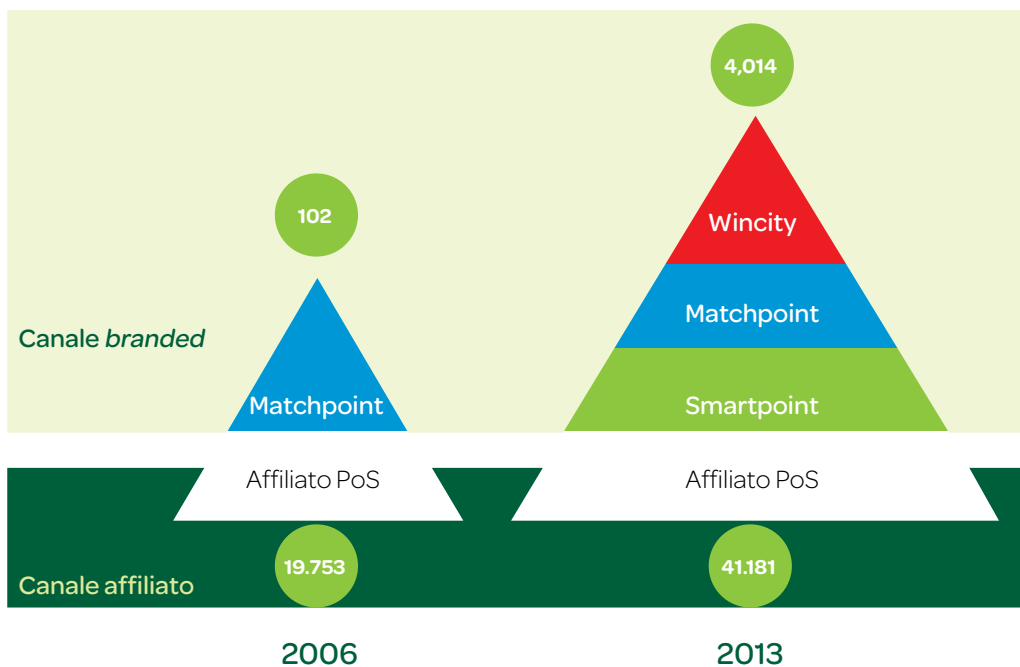 4,014
102
Wincity
Matchpoint
Canale branded
Matchpoint
Smartpoint
Affiliato PoS
Affiliato PoS
19.753
41.181
Canale affiliato
2006
2013